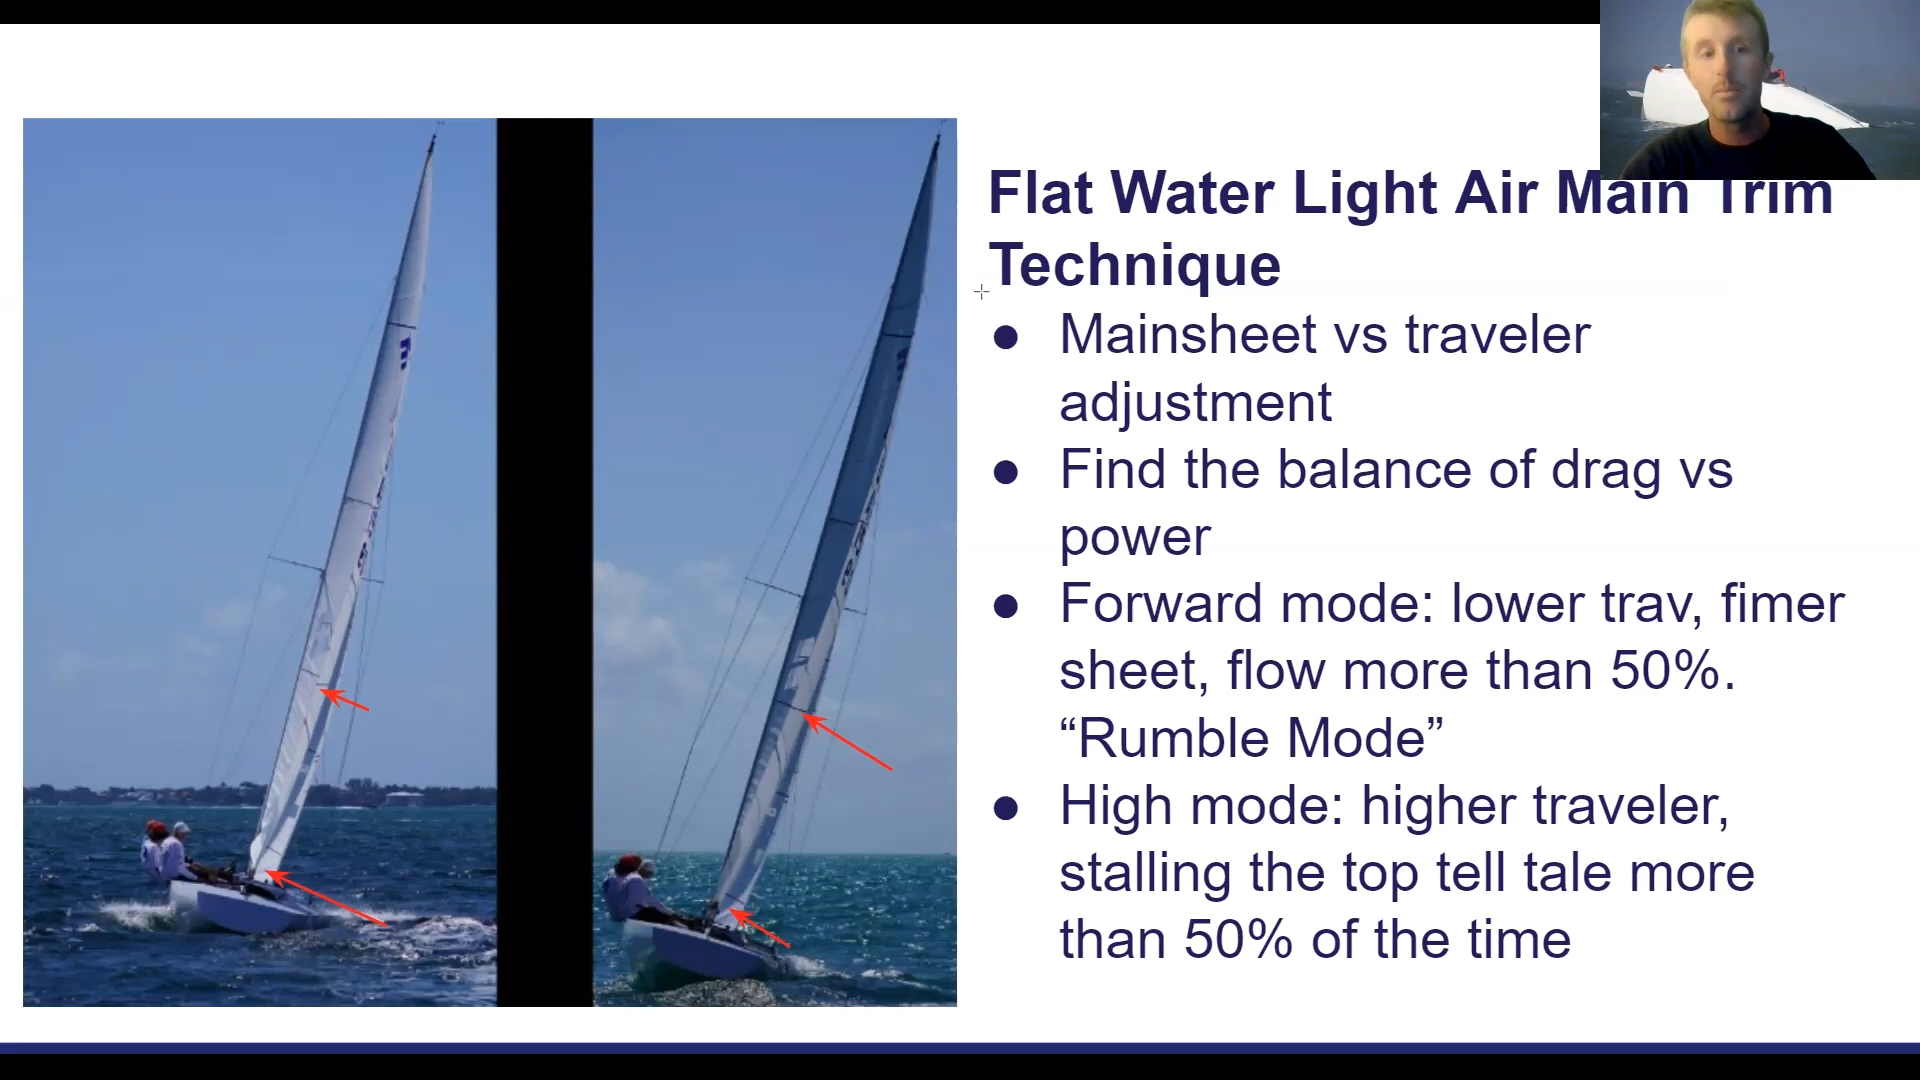 Flat Water Light Air Main Trim
Technique
● Mainsheet vs traveler
adjustment
● Find the balance of drag vs
power
● Forward mode: lower trav, fimer
sheet, flow more than 50%.
“Rumble Mode”
● High mode: higher traveler,
stalling the top tell tale more
than 50% of the time